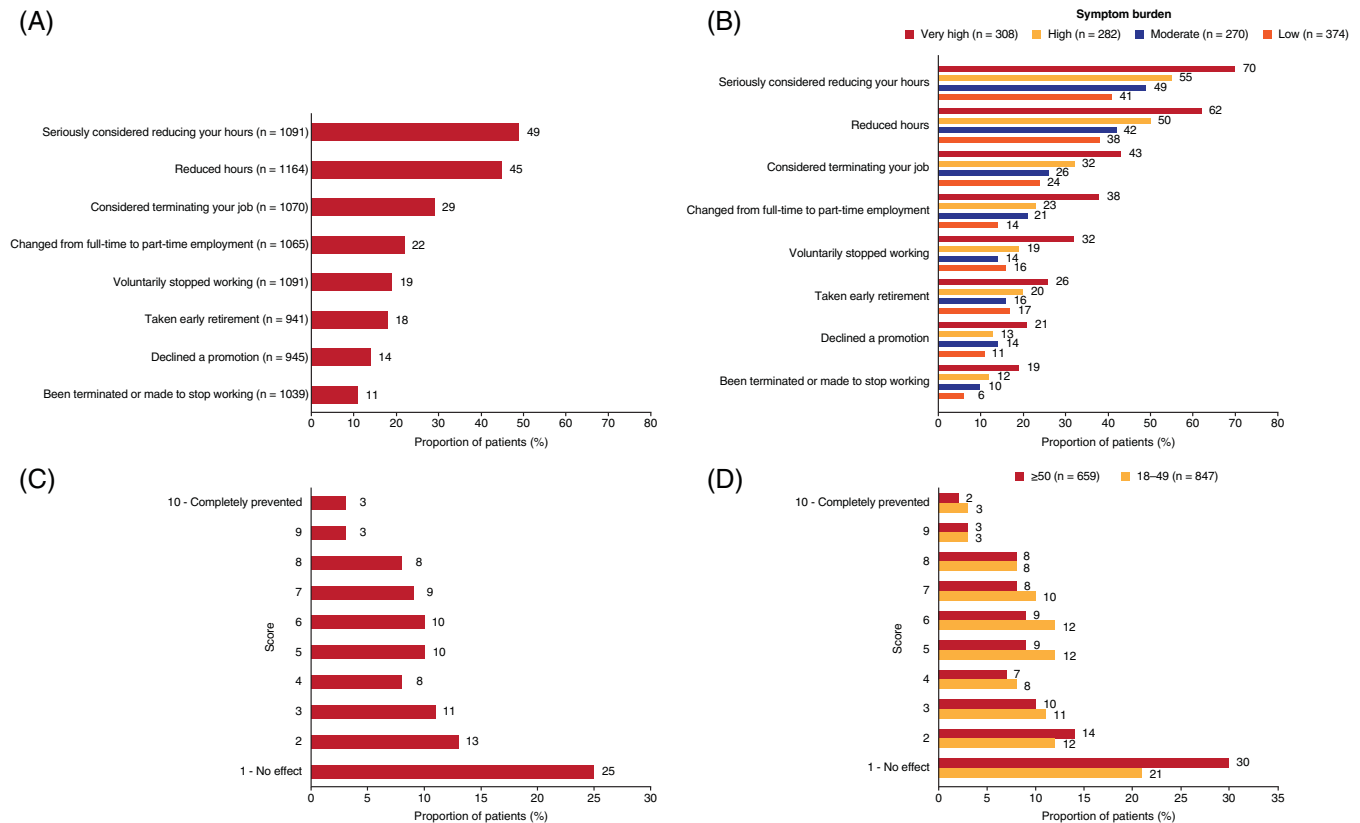 (A)
Seriously considered reducing your hours (n = 1091)
49
Reduced hours (n = 1164)
45
Considered terminating your job (n = 1070)
29
Changed from full-time to part-time employment (n = 1065)
22
Voluntarily stopped working (n = 1091)
19
Taken early retirement (n = 941)
18
Declined a promotion (n = 945)
14
Been terminated or made to stop working (n = 1039)
11
0 10 20 30 40 50 60 70 80
Proportion of patients (%)
(B)
Symptom burden
Very high (n = 308) High (n = 282) Moderate (n = 270) Low (n = 374)
Seriously considered reducing your hours
70
55
49
41
Reduced hours
62
50
42
38
Considered terminating your job
43
32
26
24
Changed from full-time to part-time employment
38
23
21
14
Voluntarily stopped working
32
19
14
16
Taken early retirement
26
20
16
17
Declined a promotion
21
13
14
11
Been terminated or made to stop working
19
12
10
6
0 10 20 30 40 50 60 70 80
Proportion of patients (%)
(C)
Score
10 - Completely prevented
3
9
3
8
8
7
9
6
10
5
10
4
8
3
11
2
13
1 - No effect
25
0 5 10 15 20 25 30
Proportion of patients (%)
(D)
≥50 (n = 659) 18–49 (n = 847)
Score
10 - Completely prevented
2
3
9
3
3
8
8
8
7
8
10
6
9
12
5
9
12
4
7
8
3
10
11
2
14
12
1 - No effect
30
21
0 5 10 15 20 25 30 35
Proportion of patients (%)